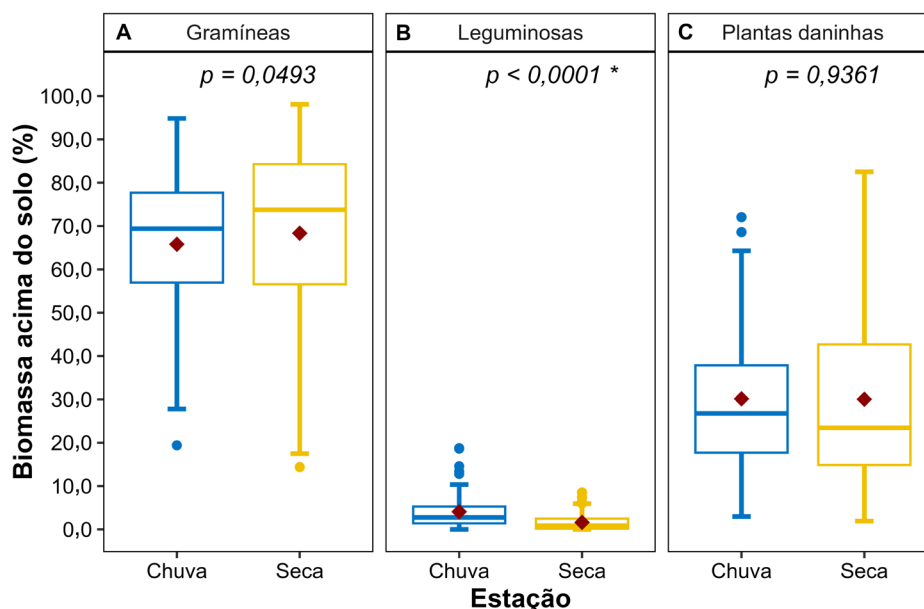 A Gramíneas
B Leguminosas
C Plantas daninhas
p = 0,0493
p < 0,0001 *
p = 0,9361
Biomassa acima do solo (%)
100,0
90,0
80,0
70,0
60,0
50,0
40,0
30,0
20,0
10,0
0,0
Chuva Seca
Chuva Seca
Chuva Seca
Estação